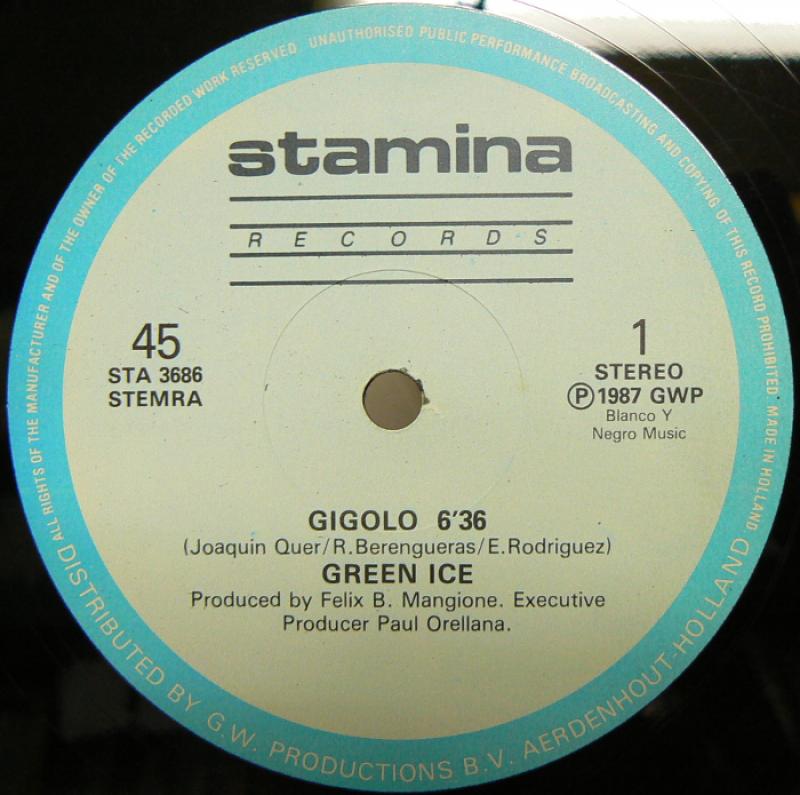 stamina
RECORDS
45
STA 3686
STEMRA
1
STEREO
Ⓟ1987 GWP
Blanco Y
Negro Music
GIGOLO 6'36
(Joaquin Quer/R.Berengueras/E.Rodriguez)
GREEN ICE
Produced by Felix B. Mangione. Executive
Producer Paul Orellana.
ALL RIGHTS OF THE MANUFACTURER AND OF THE OWNER OF THE RECORDED WORK RESERVED UNAUTHORISED PUBLIC PERFORMANCE BROADCASTING AND COPYING OF THIS RECORD PROHIBITED. MADE IN HOLLAND
DISTRIBUTED BY G.W. PRODUCTIONS B.V. AERDENHOUT-HOLLAND